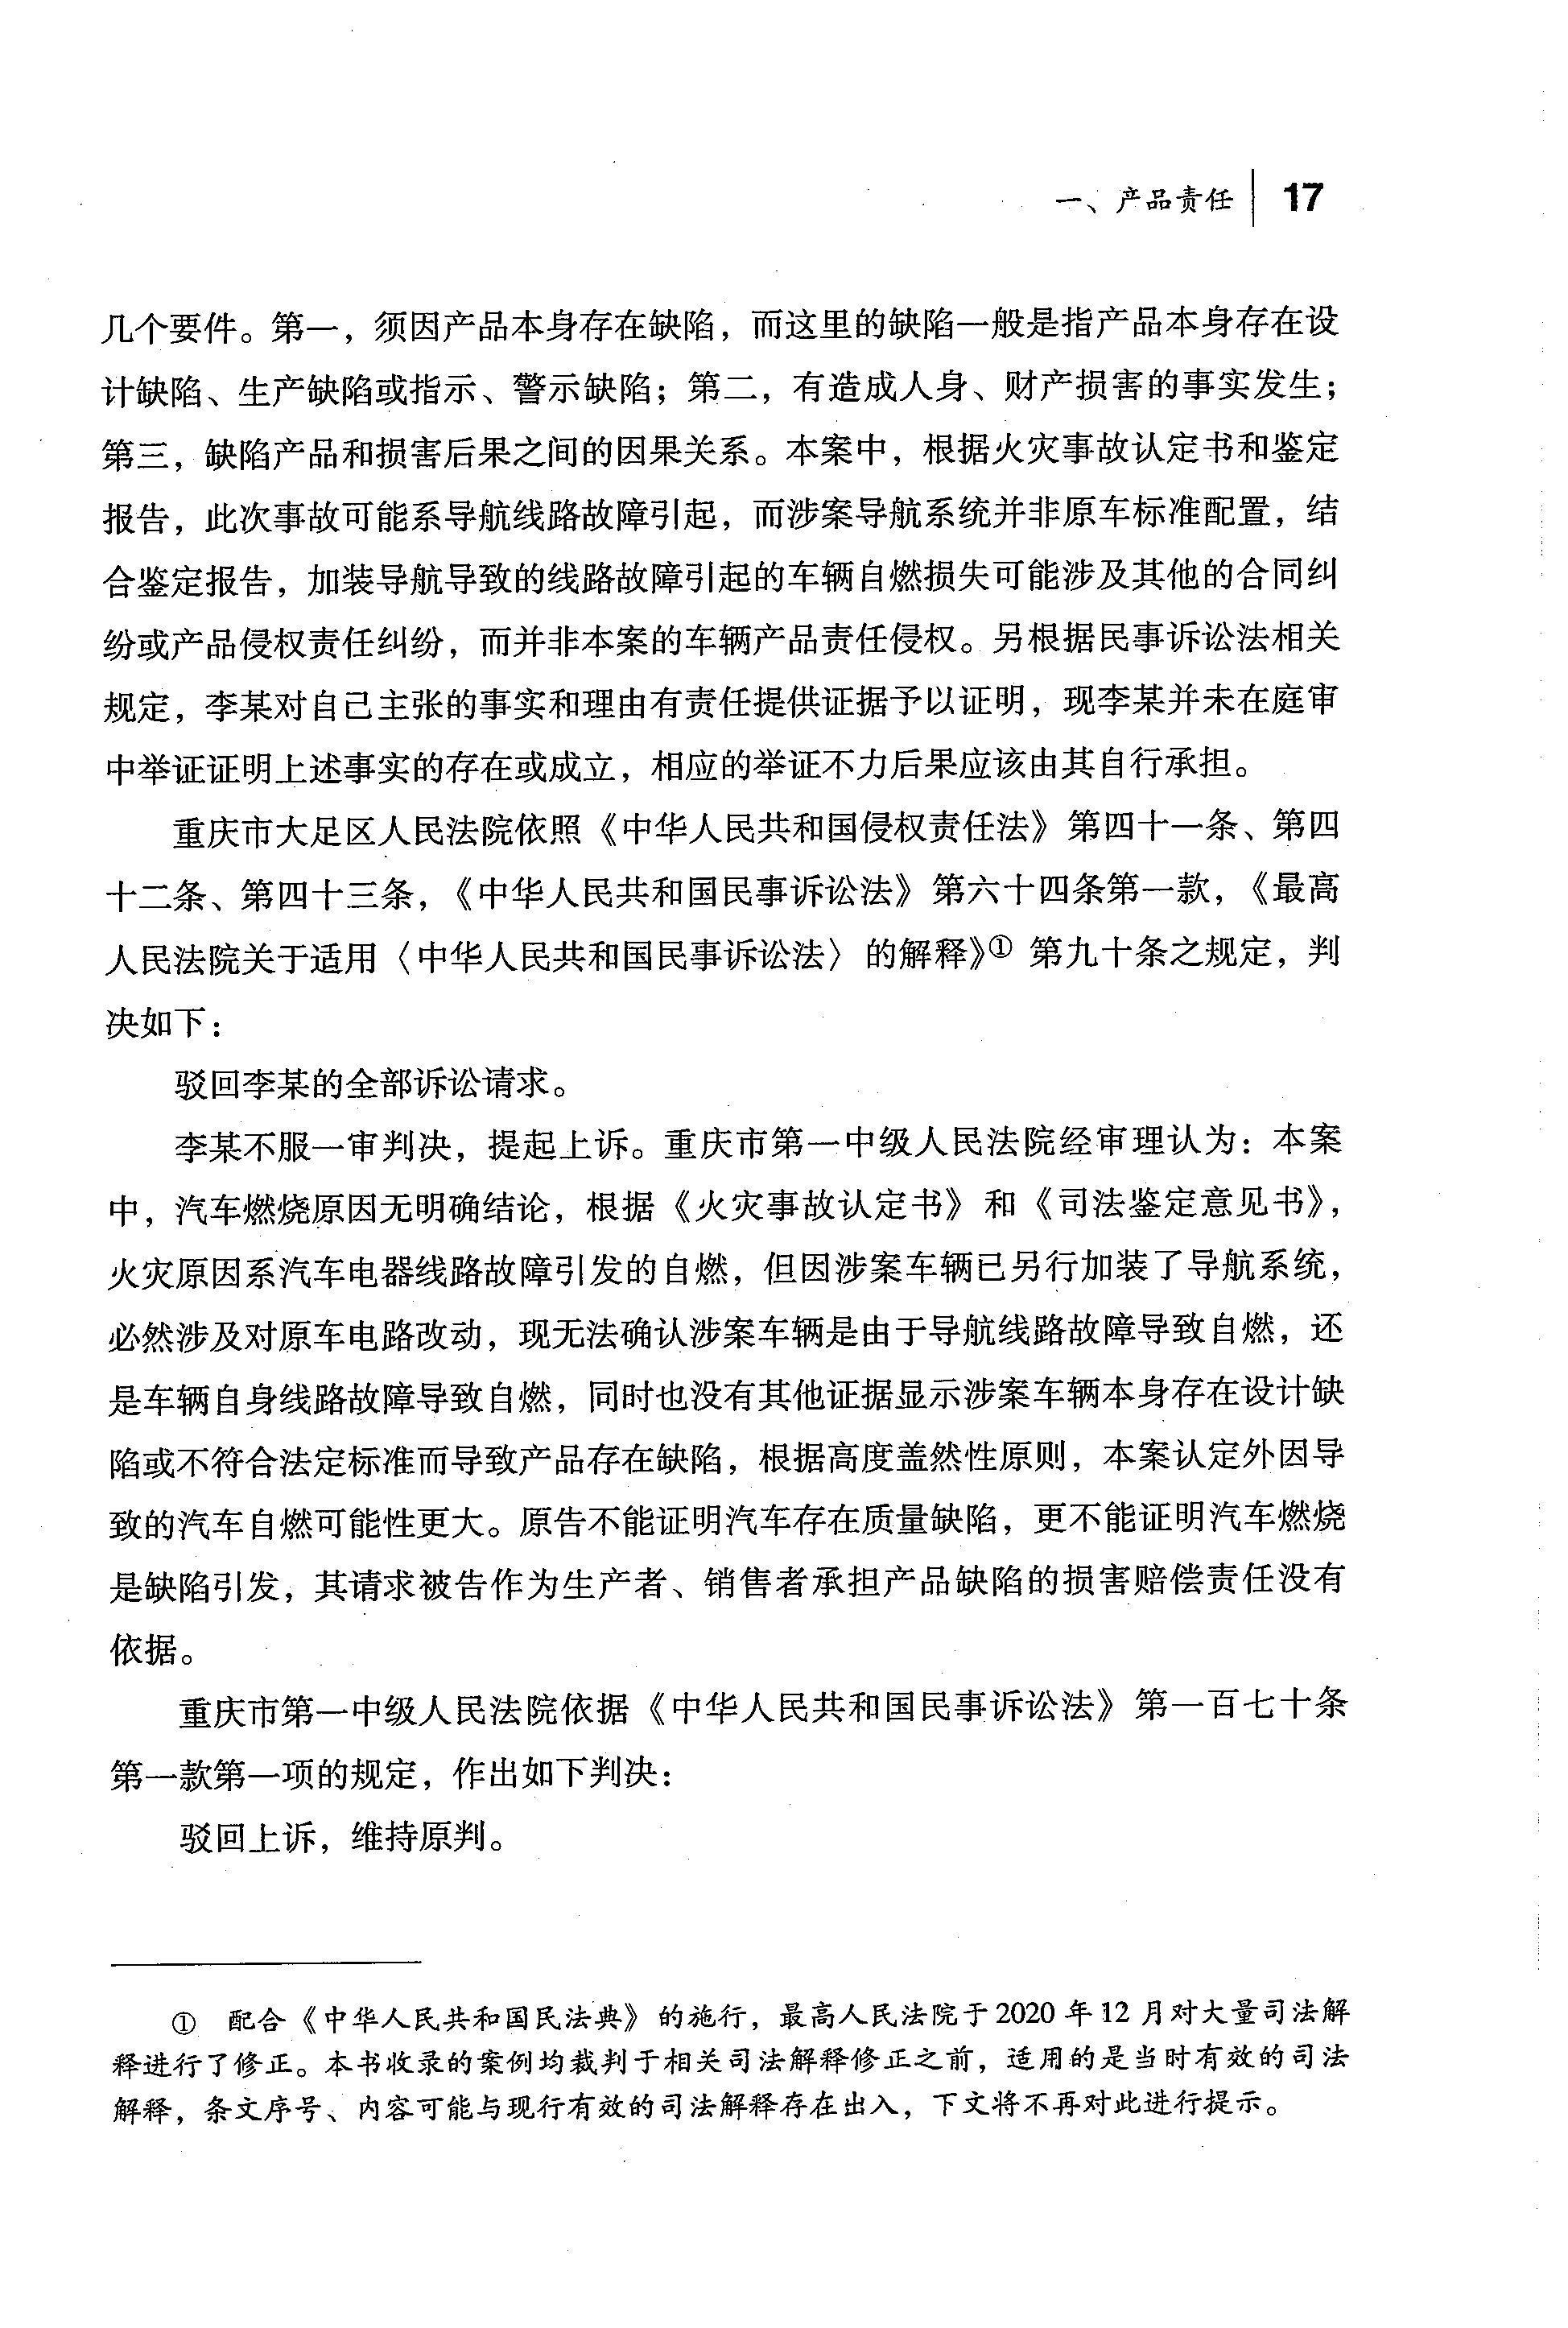 一、产品责任 17
几个要件。第一，须因产品本身存在缺陷，而这里的缺陷一般是指产品本身存在设
计缺陷、生产缺陷或指示、警示缺陷；第二，有造成人身、财产损害的事实发生；
第三，缺陷产品和损害后果之间的因果关系。本案中，根据火灾事故认定书和鉴定
报告，此次事故可能系导航线路故障引起，而涉案导航系统并非原车标准配置，结
合鉴定报告，加装导航导致的线路故障引起的车辆自燃损失可能涉及其他的合同纠
纷或产品侵权责任纠纷，而并非本案的车辆产品责任侵权。另根据民事诉讼法相关
规定，李某对自己主张的事实和理由有责任提供证据予以证明，现李某并未在庭审
中举证证明上述事实的存在或成立，相应的举证不力后果应该由其自行承担。
重庆市大足区人民法院依照《中华人民共和国侵权责任法》第四十一条、第四
十二条、第四十三条，《中华人民共和国民事诉讼法》第六十四条第一款，《最高
人民法院关于适用〈中华人民共和国民事诉讼法〉的解释》① 第九十条之规定，判
决如下：
驳回李某的全部诉讼请求。
李某不服一审判决，提起上诉。重庆市第一中级人民法院经审理认为：本案
中，汽车燃烧原因无明确结论，根据《火灾事故认定书》和《司法鉴定意见书》，
火灾原因系汽车电器线路故障引发的自燃，但因涉案车辆已另行加装了导航系统，
必然涉及对原车电路改动，现无法确认涉案车辆是由于导航线路故障导致自燃，还
是车辆自身线路故障导致自燃，同时也没有其他证据显示涉案车辆本身存在设计缺
陷或不符合法定标准而导致产品存在缺陷，根据高度盖然性原则，本案认定外因导
致的汽车自燃可能性更大。原告不能证明汽车存在质量缺陷，更不能证明汽车燃烧
是缺陷引发，其请求被告作为生产者、销售者承担产品缺陷的损害赔偿责任没有
依据。
重庆市第一中级人民法院依据《中华人民共和国民事诉讼法》第一百七十条
第一款第一项的规定，作出如下判决：
驳回上诉，维持原判。
① 配合《中华人民共和国民法典》的施行，最高人民法院于 2020 年 12 月对大量司法解
释进行了修正。本书收录的案例均裁判于相关司法解释修正之前，适用的是当时有效的司法
解释，条文序号、内容可能与现行有效的司法解释存在出入，下文将不再对此进行提示。